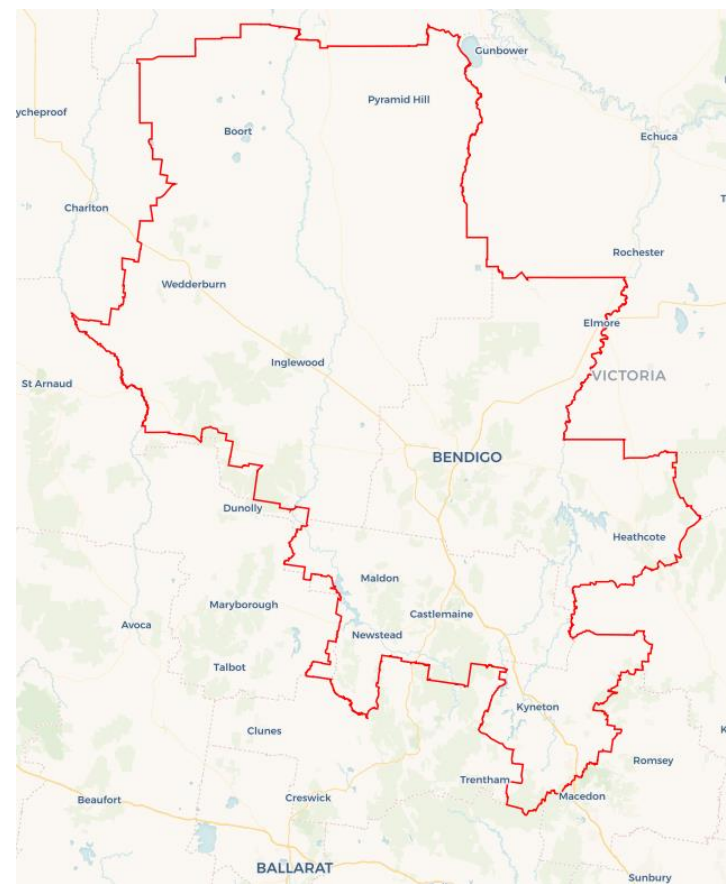 Gunbower
Pyramid Hill
ycheproof
Boort
Echuca
Charlton
Rochester
Wedderburn
Elmore
Inglewood
VICTORIA
St Arnaud
BENDIGO
Dunolly
Heathcote
Maldon
Maryborough
Castlemaine
Avoca
Newstead
Talbot
Kyneton
Clunes
Romsey
Trentham
Beaufort
Creswick
Macedon
BALLARAT
Sunbury